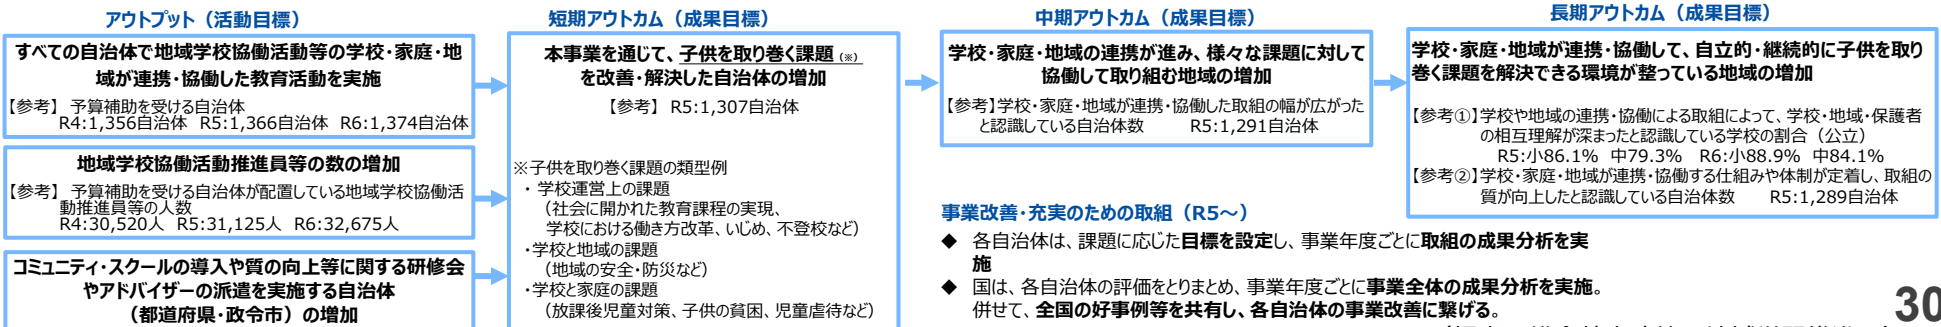 アウトプット（活動目標）
すべての自治体で地域学校協働活動等の学校・家庭・地
域が連携・協働した教育活動を実施
【参考】 予算補助を受ける自治体
R4:1,356自治体 R5:1,366自治体 R6:1,374自治体
地域学校協働活動推進員等の数の増加
【参考】 予算補助を受ける自治体が配置している地域学校協働活
動推進員等の人数
R4:30,520人 R5:31,125人 R6:32,675人
コミュニティ・スクールの導入や質の向上等に関する研修会
やアドバイザーの派遣を実施する自治体
（都道府県・政令市）の増加
短期アウトカム（成果目標）
本事業を通じて、子供を取り巻く課題（※）
を改善・解決した自治体の増加
【参考】 R5:1,307自治体
※子供を取り巻く課題の類型例
・ 学校運営上の課題
（社会に開かれた教育課程の実現、
学校における働き方改革、いじめ、不登校など）
・学校と地域の課題
（地域の安全・防災など）
・学校と家庭の課題
（放課後児童対策、子供の貧困、児童虐待など）
中期アウトカム（成果目標）
学校・家庭・地域の連携が進み、様々な課題に対して
協働して取り組む地域の増加
【参考】学校・家庭・地域が連携・協働した取組の幅が広がった
と認識している自治体数 R5:1,291自治体
長期アウトカム（成果目標）
学校・家庭・地域が連携・協働して、自立的・継続的に子供を取り
巻く課題を解決できる環境が整っている地域の増加
【参考①】学校や地域の連携・協働による取組によって、学校・地域・保護者
の相互理解が深まったと認識している学校の割合（公立）
R5:小86.1% 中79.3% R6:小88.9% 中84.1%
【参考②】学校・家庭・地域が連携・協働する仕組みや体制が定着し、取組の
質が向上したと認識している自治体数 R5:1,289自治体
事業改善・充実のための取組（R5～）
◆ 各自治体は、課題に応じた目標を設定し、事業年度ごとに取組の成果分析を実
施
◆ 国は、各自治体の評価をとりまとめ、事業年度ごとに事業全体の成果分析を実施。
併せて、全国の好事例等を共有し、各自治体の事業改善に繋げる。
30